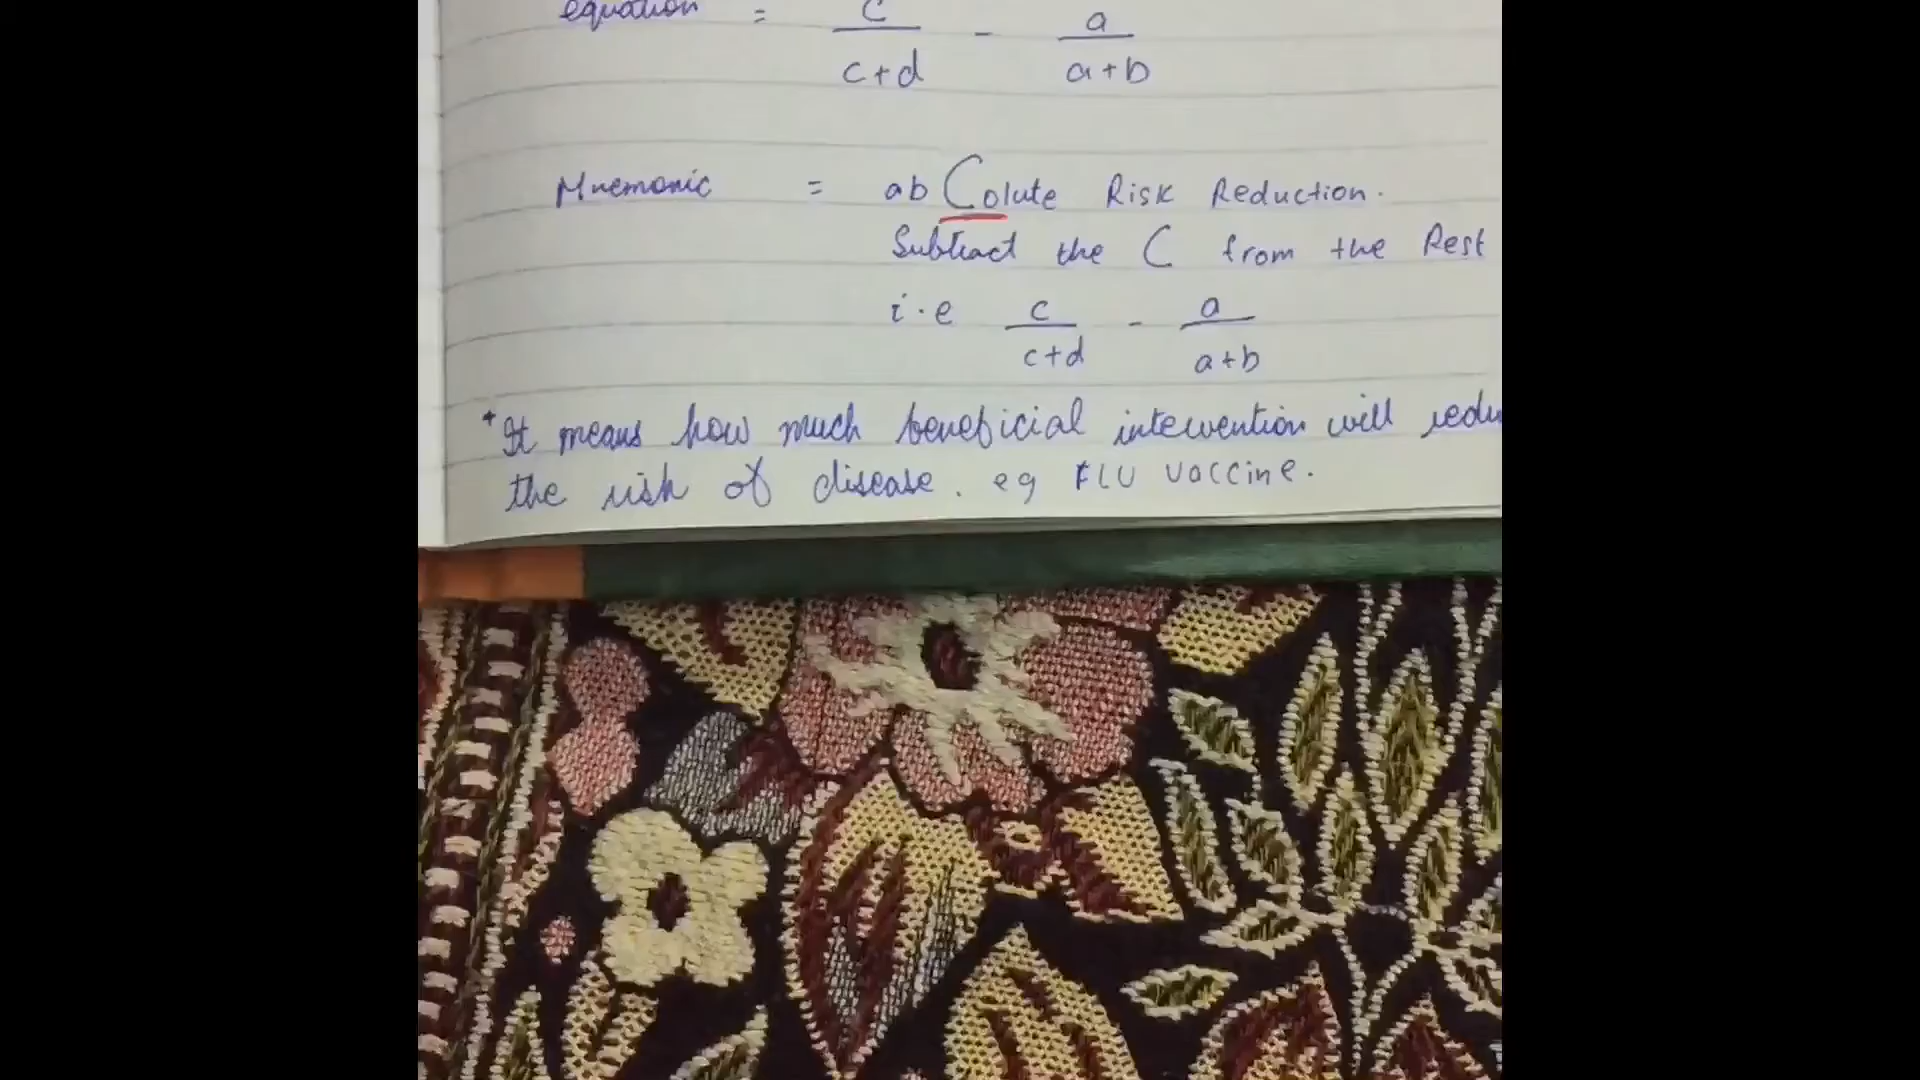 equation = c/c+d - a/a+b
Mnemonic = ab Colute Risk Reduction.
Subtract the C from the Rest
i.e c/c+d - a/a+b
*It means how much beneficial intervention will redu
the risk of disease. eg FLU vaccine.